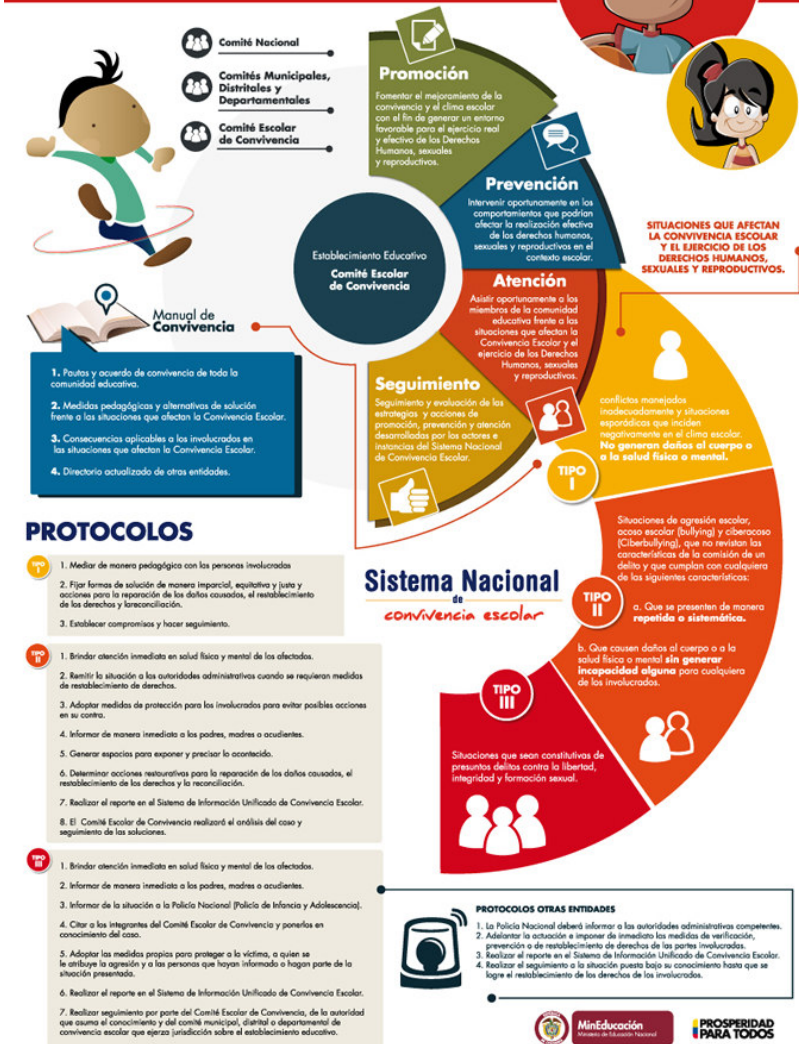 Comité Nacional
Comités Municipales,
Distritales y
Departamentales
Comité Escolar
de Convivencia
Promoción
Fomentar el mejoramiento de la
convivencia y el clima escolar
con el fin de generar un entorno
favorable para el ejercicio real
y efectivo de los Derechos
Humanos, sexuales
y reproductivos.
Prevención
Intervenir oportunamente en los
comportamientos que podrían
afectar la realización efectiva
de los derechos humanos,
sexuales y reproductivos en el
contexto escolar.
Establecimiento Educativo
Comité Escolar
de Convivencia
Atención
Asistir oportunamente a los
miembros de la comunidad
educativa frente a las
situaciones que afectan la
Convivencia Escolar y el
ejercicio de los Derechos
Humanos, sexuales
y reproductivos.
Seguimiento
Seguimiento y evaluación de las
estrategias y acciones de
promoción, prevención y atención
desarrolladas por los actores e
instancias del Sistema Nacional
de Convivencia Escolar.
SITUACIONES QUE AFECTAN
LA CONVIVENCIA ESCOLAR
Y EL EJERCICIO DE LOS
DERECHOS HUMANOS,
SEXUALES Y REPRODUCTIVOS.
Manual de
Convivencia
1. Pautas y acuerdo de convivencia de toda la
comunidad educativa.
2. Medidas pedagógicas y alternativas de solución
frente a las situaciones que afectan la Convivencia Escolar.
3. Consecuencias aplicables a los involucrados en
las situaciones que afectan la Convivencia Escolar.
4. Directorio actualizado de otras entidades.
TIPO
I
conflictos manejados
inadecuadamente y situaciones
esporádicas que inciden
negativamente en el clima escolar.
No generan daños al cuerpo o
a la salud física o mental.
TIPO
II
Situaciones de agresión escolar,
acoso escolar (bullying) y ciberacoso
(Ciberbullying), que no revistan las
características de la comisión de un
delito y que cumplan con cualquiera
de las siguientes características:
a. Que se presenten de manera
repetida o sistemática.
b. Que causen daños al cuerpo o a la
salud física o mental sin generar
incapacidad alguna para cualquiera
de los involucrados.
TIPO
III
Situaciones que sean constitutivas de
presuntos delitos contra la libertad,
integridad y formación sexual.
Sistema Nacional
de
convivencia escolar
PROTOCOLOS
TIPO
I
1. Mediar de manera pedagógica con las personas involucradas
2. Fijar formas de solución de manera imparcial, equitativa y justa y
acciones para la reparación de los daños causados, el restablecimiento
de los derechos y lareconciliación.
3. Establecer compromisos y hacer seguimiento.
TIPO
II
1. Brindar atención inmediata en salud física y mental de los afectados.
2. Remitir la situación a las autoridades administrativas cuando se requieran medidas
de restablecimiento de derechos.
3. Adoptar medidas de protección para los involucrados para evitar posibles acciones
en su contra.
4. Informar de manera inmediata a los padres, madres o acudientes.
5. Generar espacios para exponer y precisar lo acontecido.
6. Determinar acciones restaurativas para la reparación de los daños causados, el
restablecimiento de los derechos y la reconciliación.
7. Realizar el reporte en el Sistema de Información Unificado de Convivencia Escolar.
8. El Comité Escolar de Convivencia realizará el análisis del caso y
seguimiento de las soluciones.
TIPO
III
1. Brindar atención inmediata en salud física y mental de los afectados.
2. Informar de manera inmediata a los padres, madres o acudientes.
3. Informar de la situación a la Policía Nacional (Policía de Infancia y Adolescencia).
4. Citar a los integrantes del Comité Escolar de Convivencia y ponerlos en
conocimiento del caso.
5. Adoptar las medidas propias para proteger a la víctima, a quien se
le atribuye la agresión y a las personas que hayan informado o hagan parte de la
situación presentada.
6. Realizar el reporte en el Sistema de Información Unificado de Convivencia Escolar.
7. Realizar seguimiento por parte del Comité Escolar de Convivencia, de la autoridad
que asuma el conocimiento y del comité municipal, distrital o departamental de
convivencia escolar que ejerza jurisdicción sobre el establecimiento educativo.
PROTOCOLOS OTRAS ENTIDADES
1. La Policía Nacional deberá informar a las autoridades administrativas competentes.
2. Adelantar la actuación e imponer de inmediato las medidas de verificación,
prevención o de restablecimiento de derechos de las partes involucradas.
3. Realizar el reporte en el Sistema de Información Unificado de Convivencia Escolar.
4. Realizar el seguimiento a la situación puesta bajo su conocimiento hasta que se
logre el restablecimiento de los derechos de los involucrados.
MinEducación
Ministerio de Educación Nacional
PROSPERIDAD
PARA TODOS